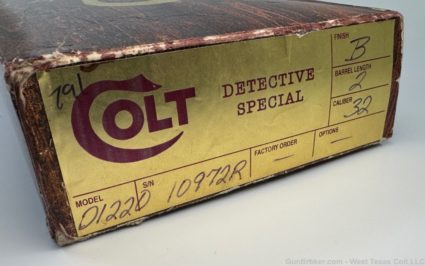 791
COLT
DETECTIVE
SPECIAL
FINISH
B
BARREL LENGTH
2
CALIBER
32
MODEL
D1220
S/N
10972R
FACTORY ORDER
—
OPTIONS
—
GunBroker.com - West Texas Colt LLC